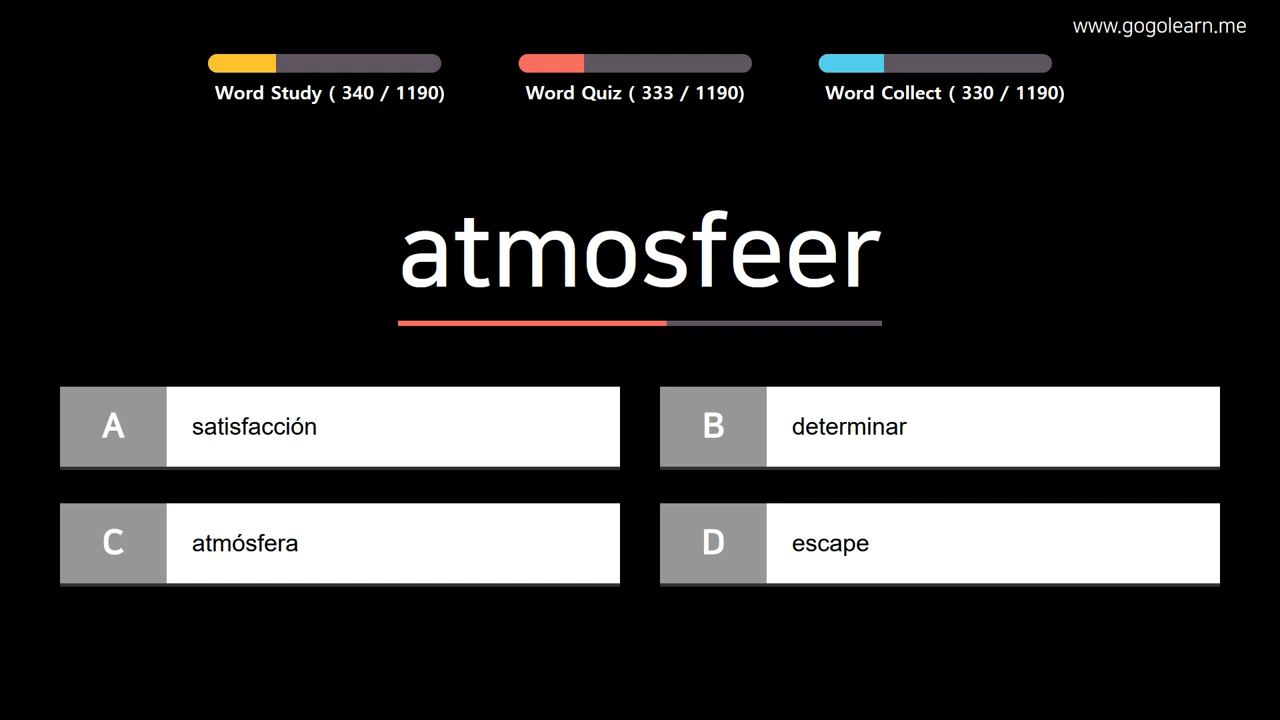 www.gogolearn.me
Word Study ( 340 / 1190)
Word Quiz ( 333 / 1190)
Word Collect ( 330 / 1190)
atmosfeer
A
satisfacción
B
determinar
C
atmósfera
D
escape